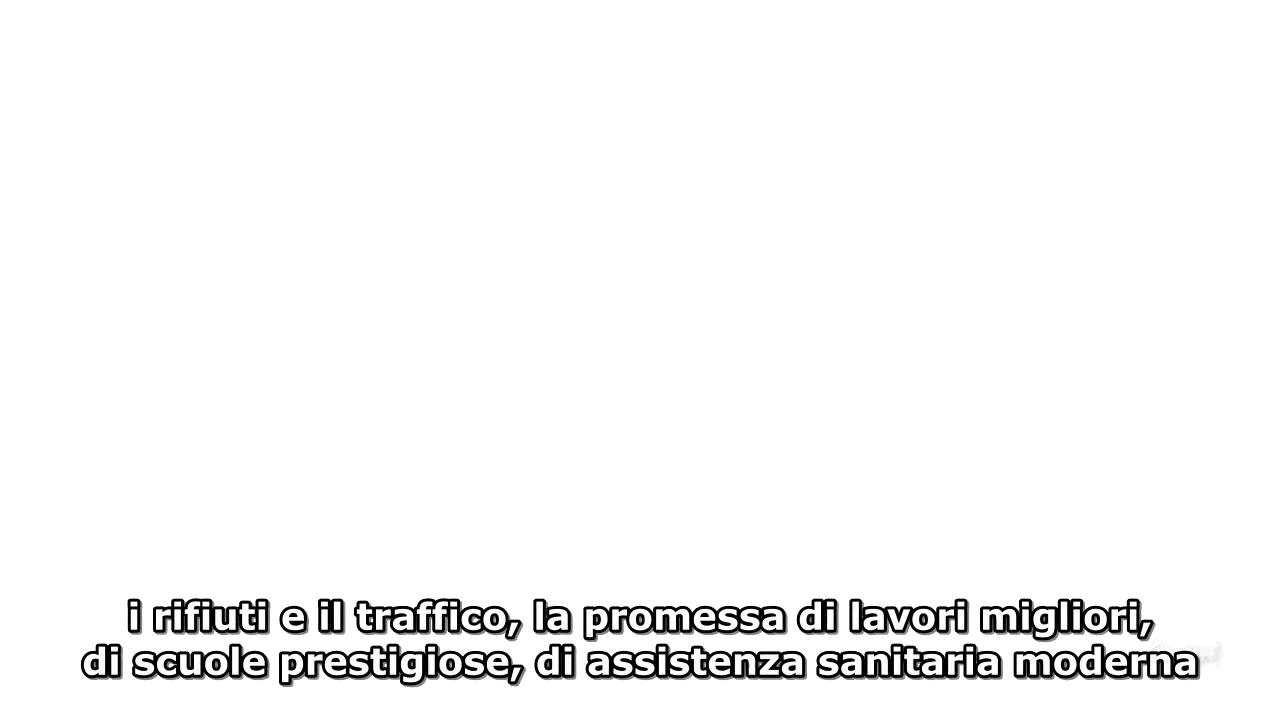 i rifiuti e il traffico, la promessa di lavori migliori,
di scuole prestigiose, di assistenza sanitaria moderna